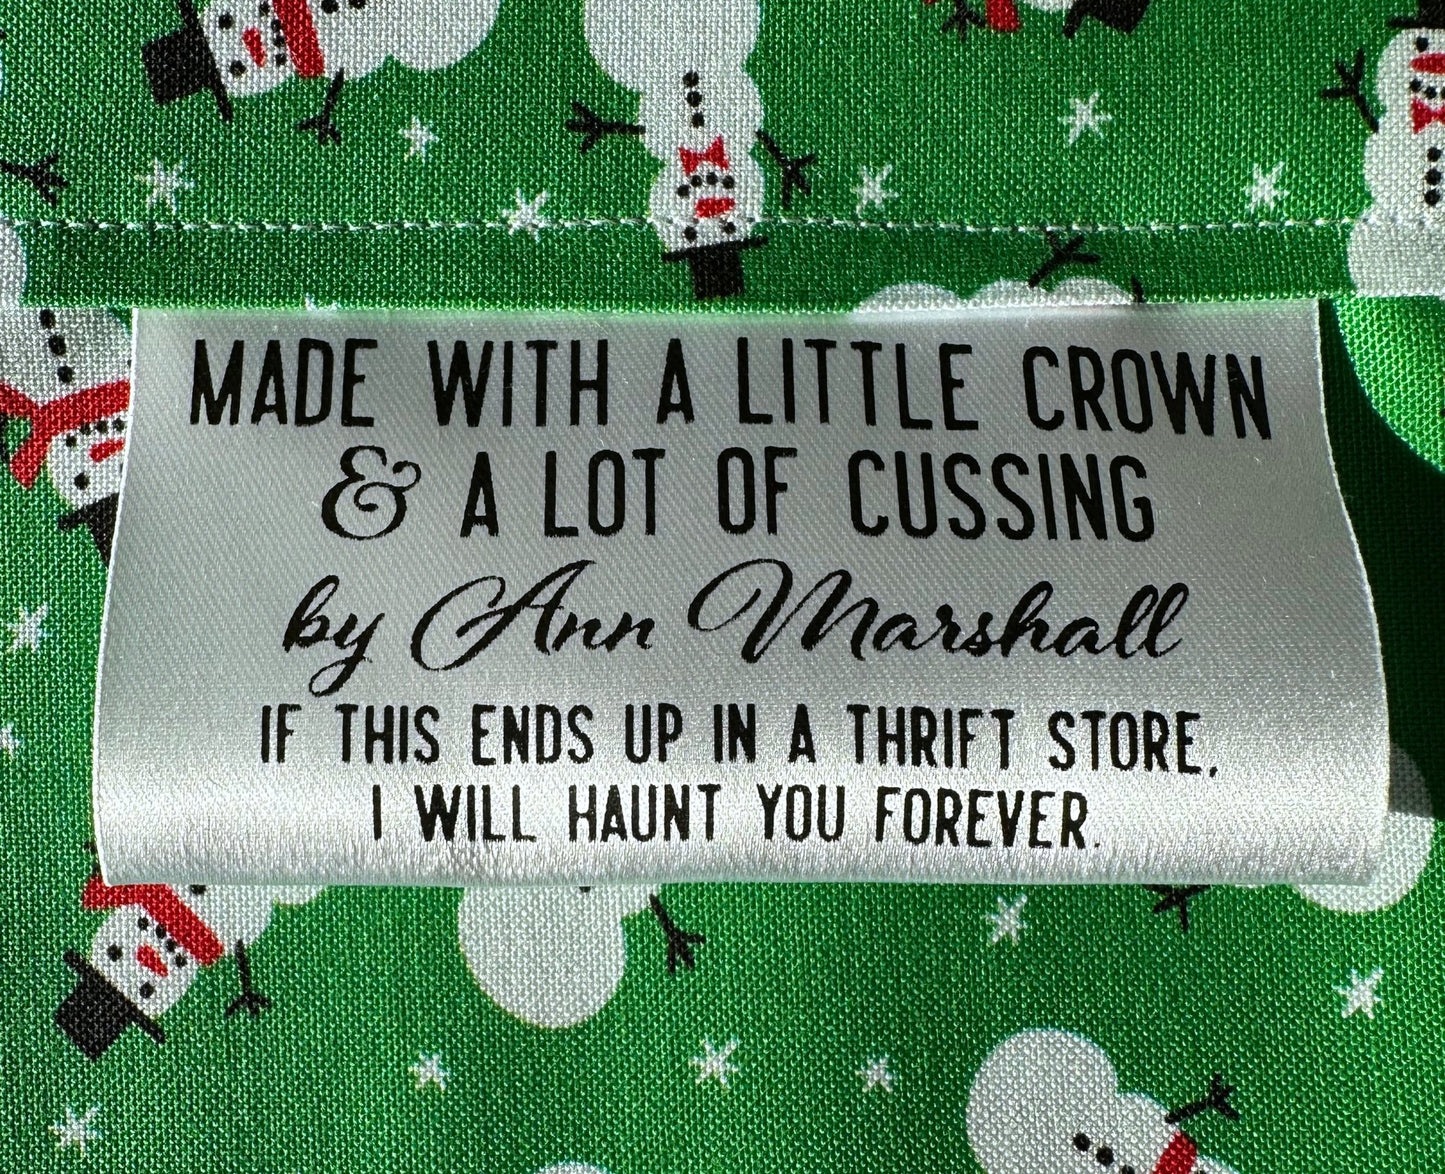 MADE WITH A LITTLE CROWN
& A LOT OF CUSSING
by Ann Marshall
IF THIS ENDS UP IN A THRIFT STORE,
I WILL HAUNT YOU FOREVER.